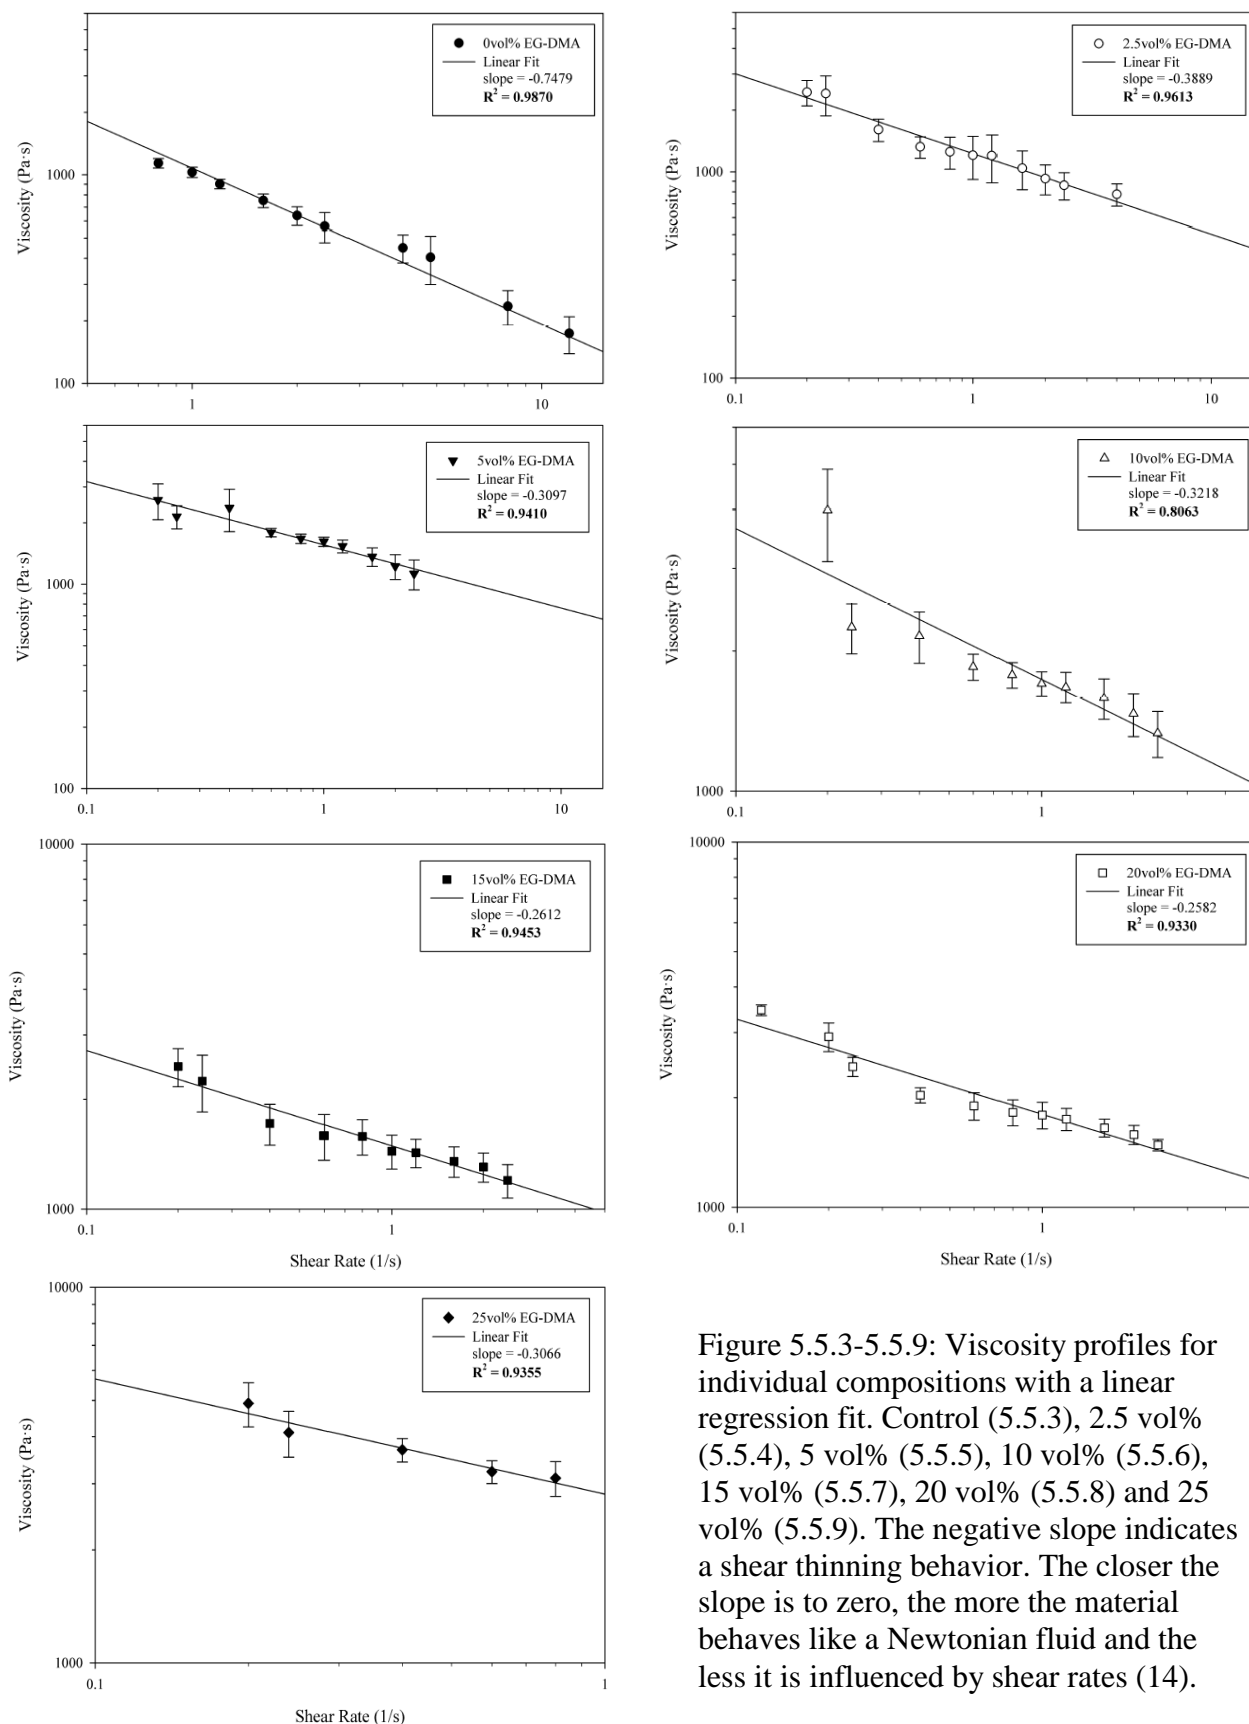 0vol% EG-DMA
Linear Fit
slope = -0.7479
R² = 0.9870
Viscosity (Pa·s)
1000
100
1
10
2.5vol% EG-DMA
Linear Fit
slope = -0.3889
R² = 0.9613
Viscosity (Pa·s)
1000
100
0.1
1
10
5vol% EG-DMA
Linear Fit
slope = -0.3097
R² = 0.9410
Viscosity (Pa·s)
1000
100
0.1
1
10
10vol% EG-DMA
Linear Fit
slope = -0.3218
R² = 0.8063
Viscosity (Pa·s)
1000
0.1
1
10000
15vol% EG-DMA
Linear Fit
slope = -0.2612
R² = 0.9453
Viscosity (Pa·s)
1000
0.1
1
Shear Rate (1/s)
10000
20vol% EG-DMA
Linear Fit
slope = -0.2582
R² = 0.9330
Viscosity (Pa·s)
1000
0.1
1
Shear Rate (1/s)
10000
25vol% EG-DMA
Linear Fit
slope = -0.3066
R² = 0.9355
Viscosity (Pa·s)
1000
0.1
1
Shear Rate (1/s)
Figure 5.5.3-5.5.9: Viscosity profiles for
individual compositions with a linear
regression fit. Control (5.5.3), 2.5 vol%
(5.5.4), 5 vol% (5.5.5), 10 vol% (5.5.6),
15 vol% (5.5.7), 20 vol% (5.5.8) and 25
vol% (5.5.9). The negative slope indicates
a shear thinning behavior. The closer the
slope is to zero, the more the material
behaves like a Newtonian fluid and the
less it is influenced by shear rates (14).